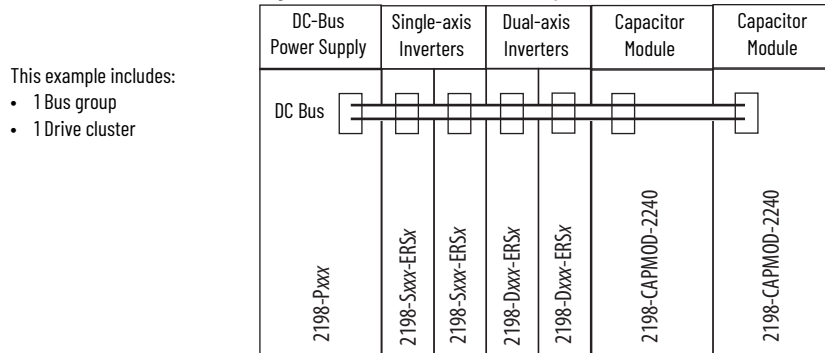 DC-Bus
Power Supply
Single-axis
Inverters
Dual-axis
Inverters
Capacitor
Module
Capacitor
Module
This example includes:
• 1 Bus group
• 1 Drive cluster
DC Bus
2198-Pxxx
2198-Sxxx-ERSx
2198-Sxxx-ERSx
2198-Dxxx-ERSx
2198-Dxxx-ERSx
2198-CAPMOD-2240
2198-CAPMOD-2240